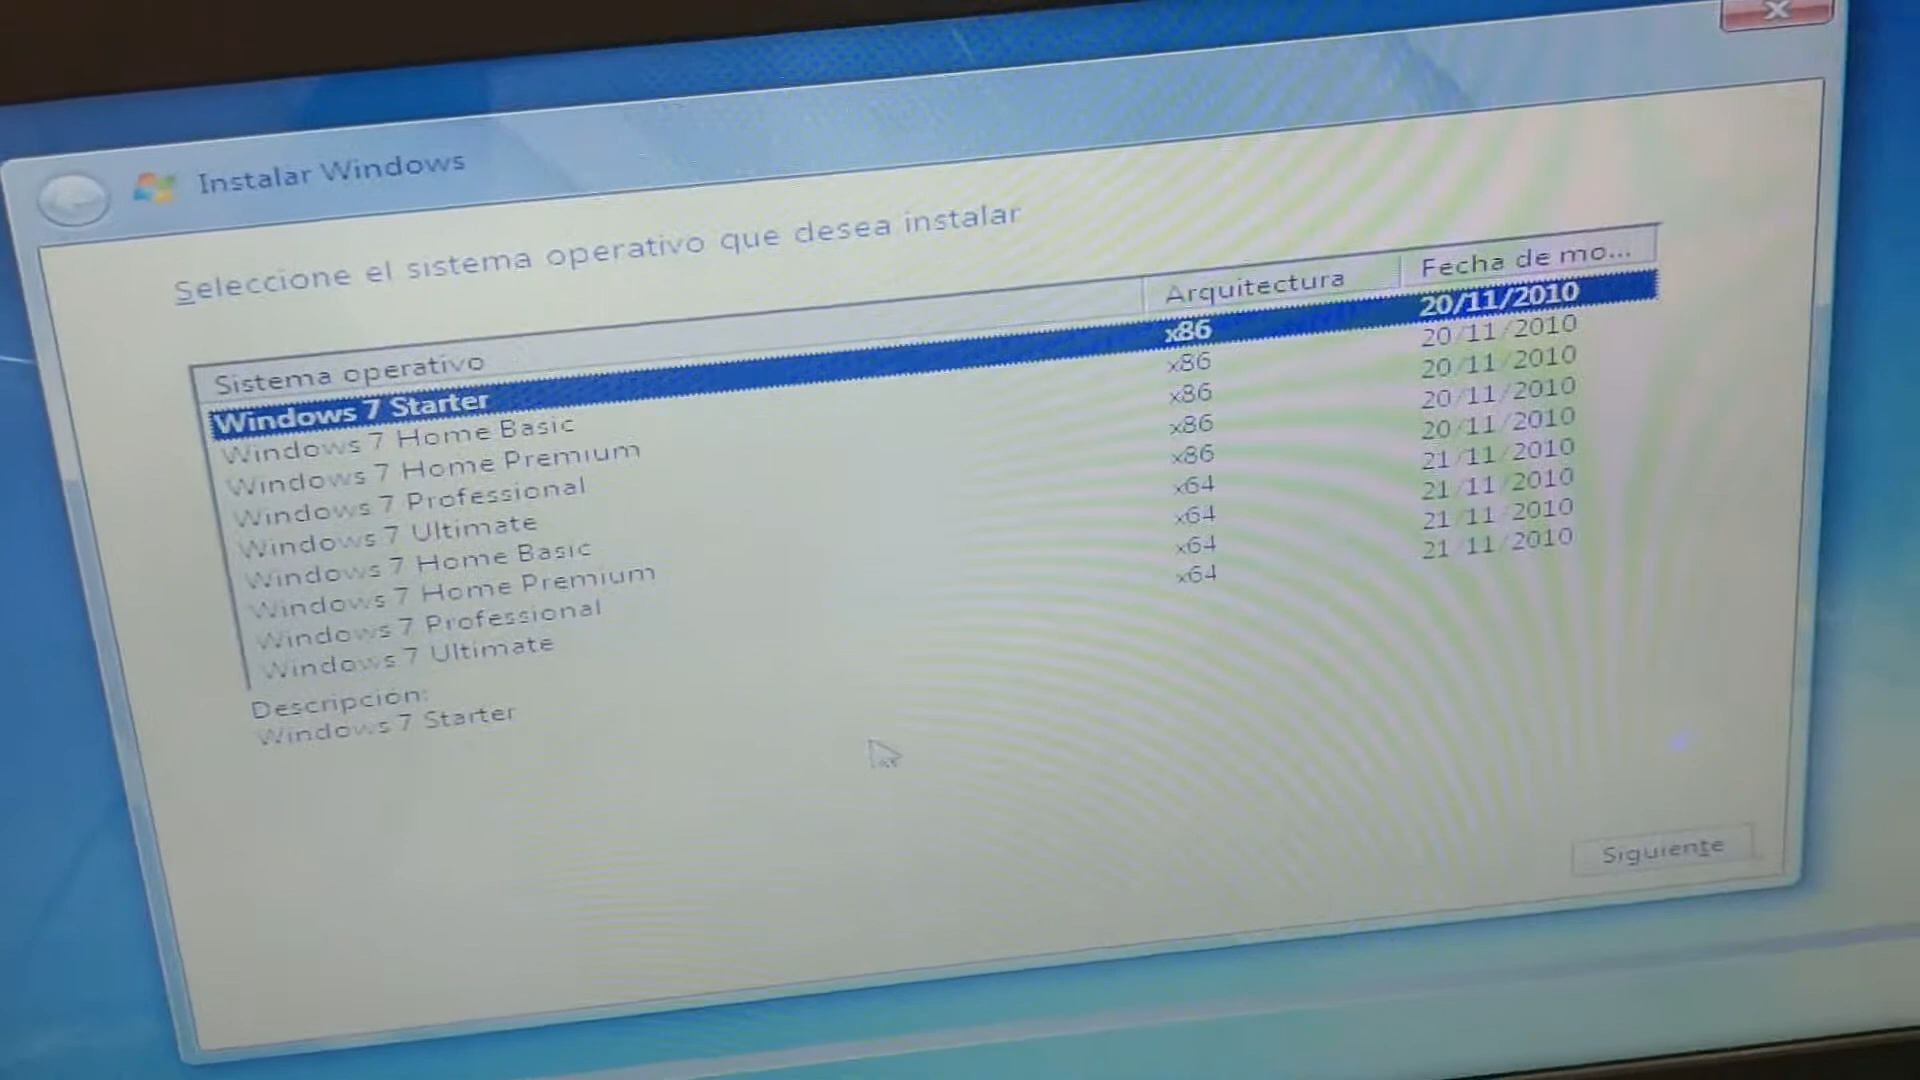 Instalar Windows
Seleccione el sistema operativo que desea instalar
Sistema operativo Arquitectura Fecha de mo...
Windows 7 Starter x86 20/11/2010
Windows 7 Home Basic x86 20/11/2010
Windows 7 Home Premium x86 20/11/2010
Windows 7 Professional x86 20/11/2010
Windows 7 Ultimate x86 20/11/2010
Windows 7 Home Basic x64 21/11/2010
Windows 7 Home Premium x64 21/11/2010
Windows 7 Professional x64 21/11/2010
Windows 7 Ultimate x64 21/11/2010
Descripción:
Windows 7 Starter
Siguiente